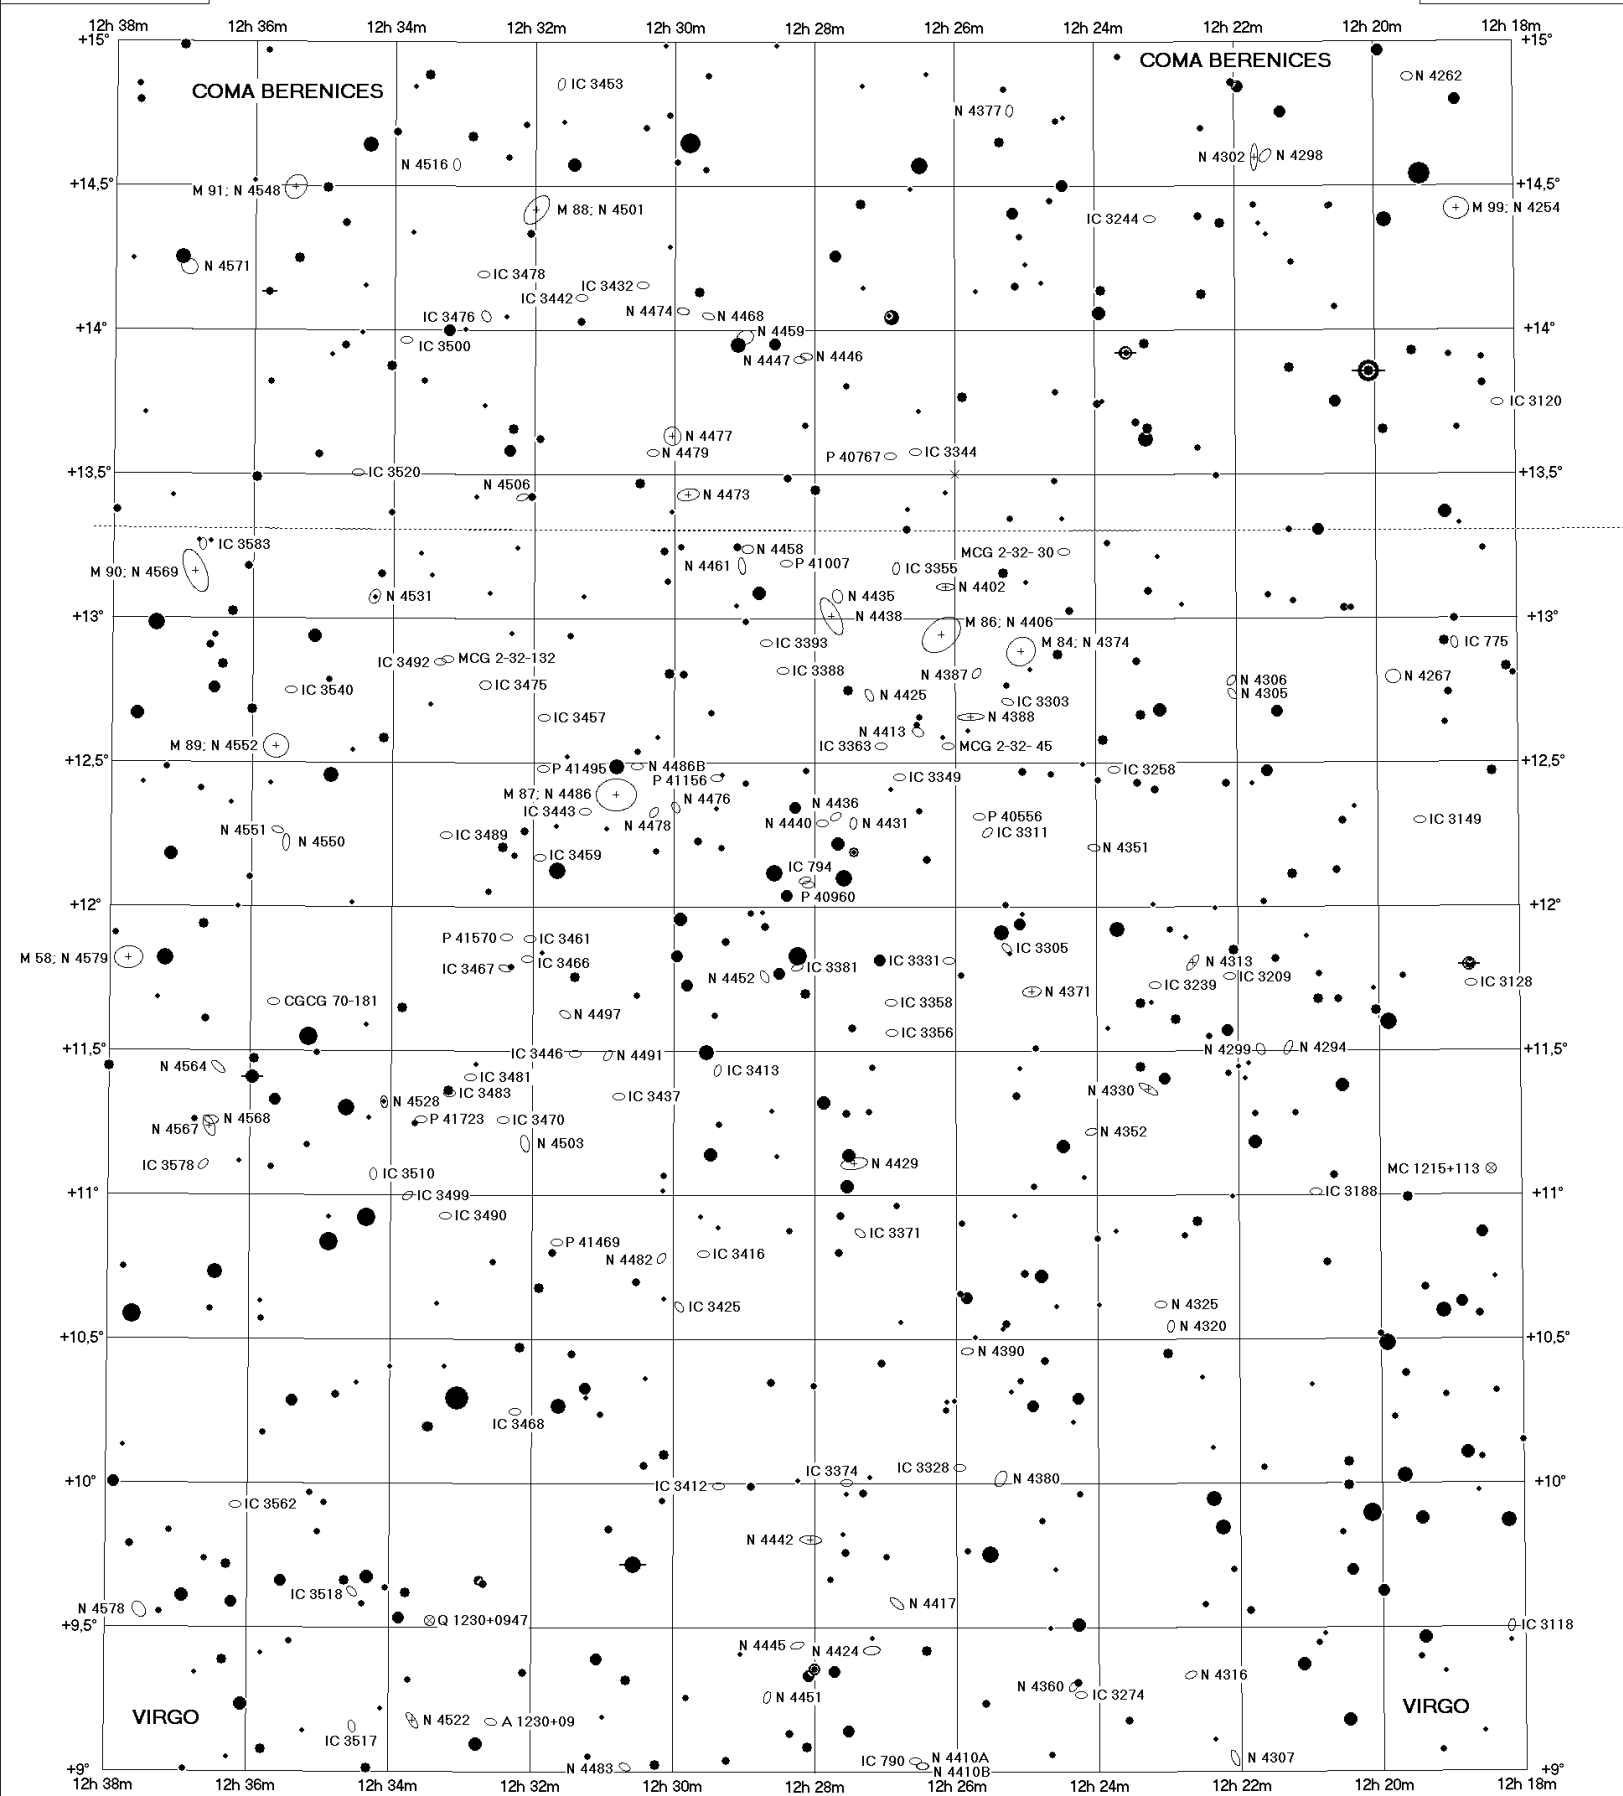 12h 38m 12h 36m 12h 34m 12h 32m 12h 30m 12h 28m 12h 26m 12h 24m 12h 22m 12h 20m 12h 18m
+15° +15°
COMA BERENICES
COMA BERENICES
N 4262
IC 3453
N 4377
N 4516
N 4302 N 4298
+14,5° +14,5°
M 91; N 4548
M 88; N 4501
IC 3244
M 99; N 4254
N 4571
IC 3478
IC 3432
IC 3442
N 4474 N 4468
IC 3476
+14° +14°
N 4459
IC 3500
N 4447 N 4446
IC 3120
N 4477
N 4479
P 40767 IC 3344
+13,5° +13,5°
IC 3520
N 4506
N 4473
IC 3583
N 4458
MCG 2-32- 30
M 90; N 4569
N 4461 P 41007
IC 3355
N 4402
N 4531
N 4435
+13° +13°
N 4438
M 86; N 4406
IC 3393
M 84; N 4374
IC 775
IC 3492 MCG 2-32-132
IC 3388
N 4387
N 4267
IC 3475
N 4306
IC 3540
N 4425
N 4305
IC 3303
IC 3457
N 4388
N 4413
M 89; N 4552
IC 3363 MCG 2-32- 45
+12,5° +12,5°
P 41495 N 4486B
IC 3258
P 41156
IC 3349
M 87; N 4486
N 4476
N 4436
IC 3443
P 40556
IC 3149
N 4478
N 4440 N 4431
N 4551
IC 3311
IC 3489
N 4550
N 4351
IC 3459
IC 794
P 40960
+12° +12°
P 41570 IC 3461
IC 3305
M 58; N 4579
IC 3466
IC 3331
N 4313
IC 3467
IC 3381
N 4452
IC 3209
IC 3128
IC 3239
N 4371
CGCG 70-181
IC 3358
N 4497
IC 3356
+11,5° +11,5°
IC 3446 N 4491
N 4299 N 4294
N 4564
IC 3413
IC 3481
N 4330
IC 3483
IC 3437
N 4528
N 4568
P 41723 IC 3470
N 4567
N 4352
N 4503
IC 3578
N 4429
MC 1215+113
IC 3510
+11° +11°
IC 3499
IC 3188
IC 3490
IC 3371
P 41469
IC 3416
N 4482
IC 3425
N 4325
N 4320
+10,5° +10,5°
N 4390
IC 3468
IC 3374
IC 3328
+10° +10°
N 4380
IC 3412
IC 3562
N 4442
IC 3518
N 4417
N 4578
Q 1230+0947
+9,5° +9,5°
IC 3118
N 4445 N 4424
N 4316
N 4360
IC 3274
N 4451
VIRGO
VIRGO
N 4522 A 1230+09
IC 3517
N 4307
IC 790 N 4410A
N 4483
N 4410B
+9° +9°
12h 38m 12h 36m 12h 34m 12h 32m 12h 30m 12h 28m 12h 26m 12h 24m 12h 22m 12h 20m 12h 18m